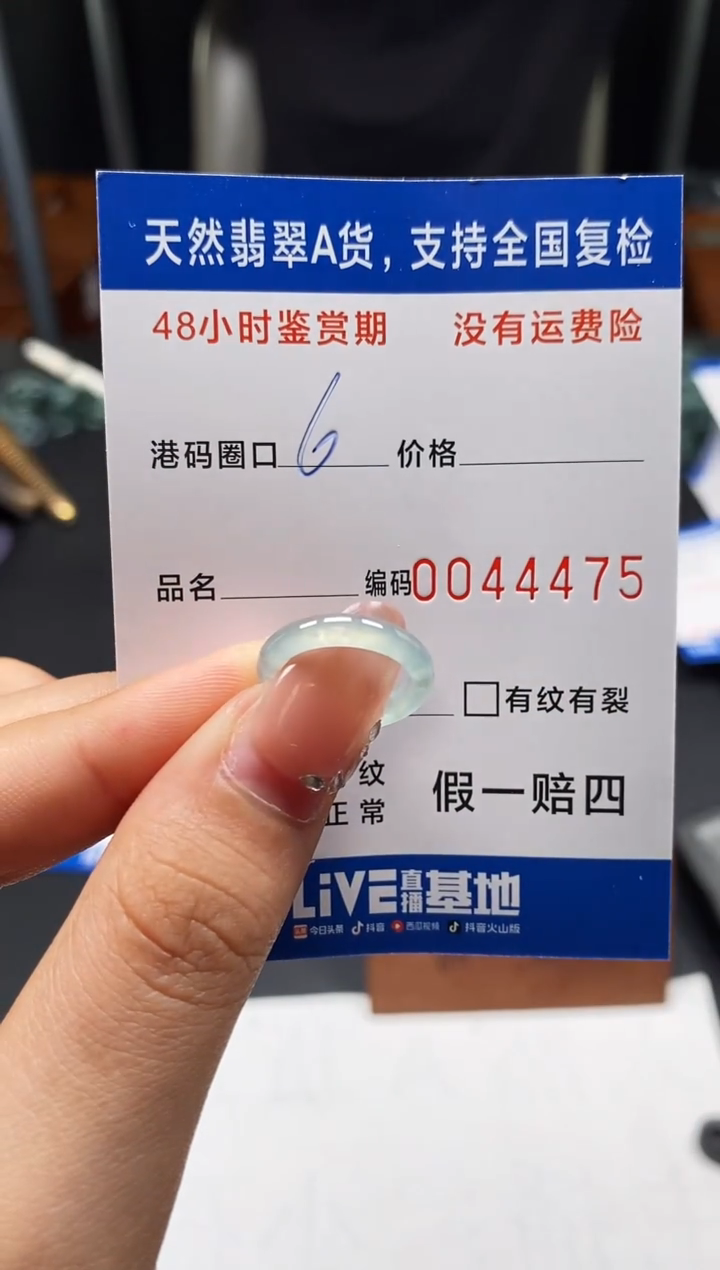 天然翡翠A货，支持全国复检
48小时鉴赏期 没有运费险
港码圈口 6 价格
品名 编码0044475
有纹有裂
纹
正常 假一赔四
LiVE直播基地
今日头条 抖音 西瓜视频 抖音火山版